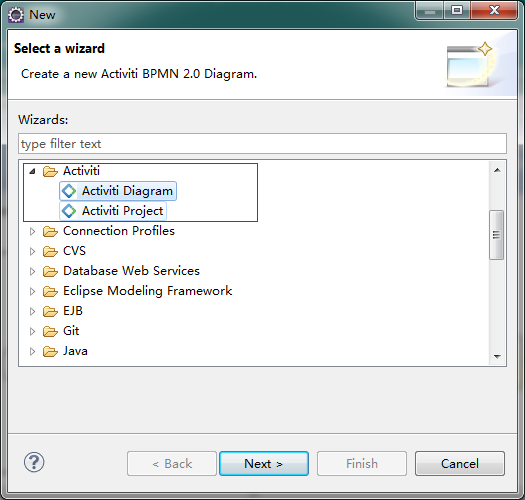 New
Select a wizard
Create a new Activiti BPMN 2.0 Diagram.
Wizards:
type filter text
Activiti
Activiti Diagram
Activiti Project
Connection Profiles
CVS
Database Web Services
Eclipse Modeling Framework
EJB
Git
Java
?
< Back
Next >
Finish
Cancel